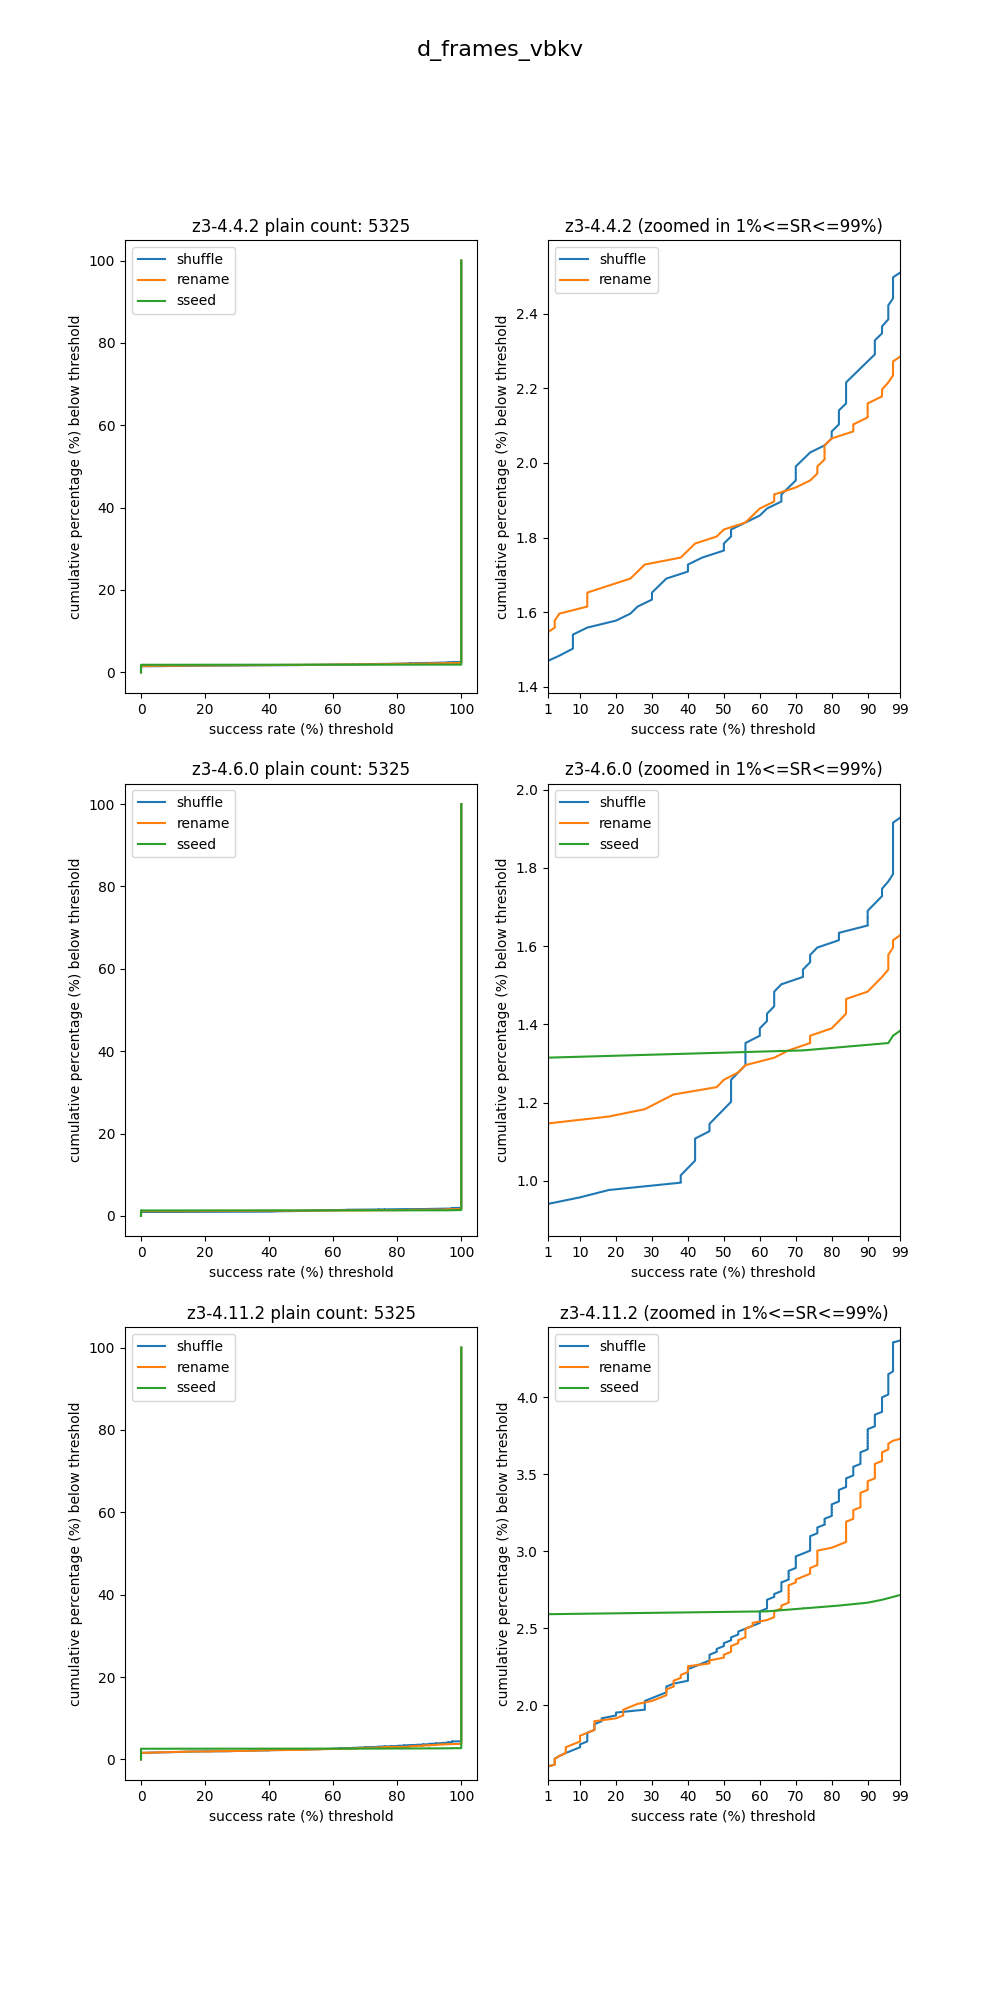 d_frames_vbkv
z3-4.4.2 plain count: 5325
cumulative percentage (%) below threshold
100
80
60
40
20
0
shuffle
rename
sseed
0 20 40 60 80 100
success rate (%) threshold
z3-4.4.2 (zoomed in 1%<=SR<=99%)
cumulative percentage (%) below threshold
2.4
2.2
2.0
1.8
1.6
1.4
shuffle
rename
1 10 20 30 40 50 60 70 80 90 99
success rate (%) threshold
z3-4.6.0 plain count: 5325
cumulative percentage (%) below threshold
100
80
60
40
20
0
shuffle
rename
sseed
0 20 40 60 80 100
success rate (%) threshold
z3-4.6.0 (zoomed in 1%<=SR<=99%)
cumulative percentage (%) below threshold
2.0
1.8
1.6
1.4
1.2
1.0
shuffle
rename
sseed
1 10 20 30 40 50 60 70 80 90 99
success rate (%) threshold
z3-4.11.2 plain count: 5325
cumulative percentage (%) below threshold
100
80
60
40
20
0
shuffle
rename
sseed
0 20 40 60 80 100
success rate (%) threshold
z3-4.11.2 (zoomed in 1%<=SR<=99%)
cumulative percentage (%) below threshold
4.0
3.5
3.0
2.5
2.0
shuffle
rename
sseed
1 10 20 30 40 50 60 70 80 90 99
success rate (%) threshold